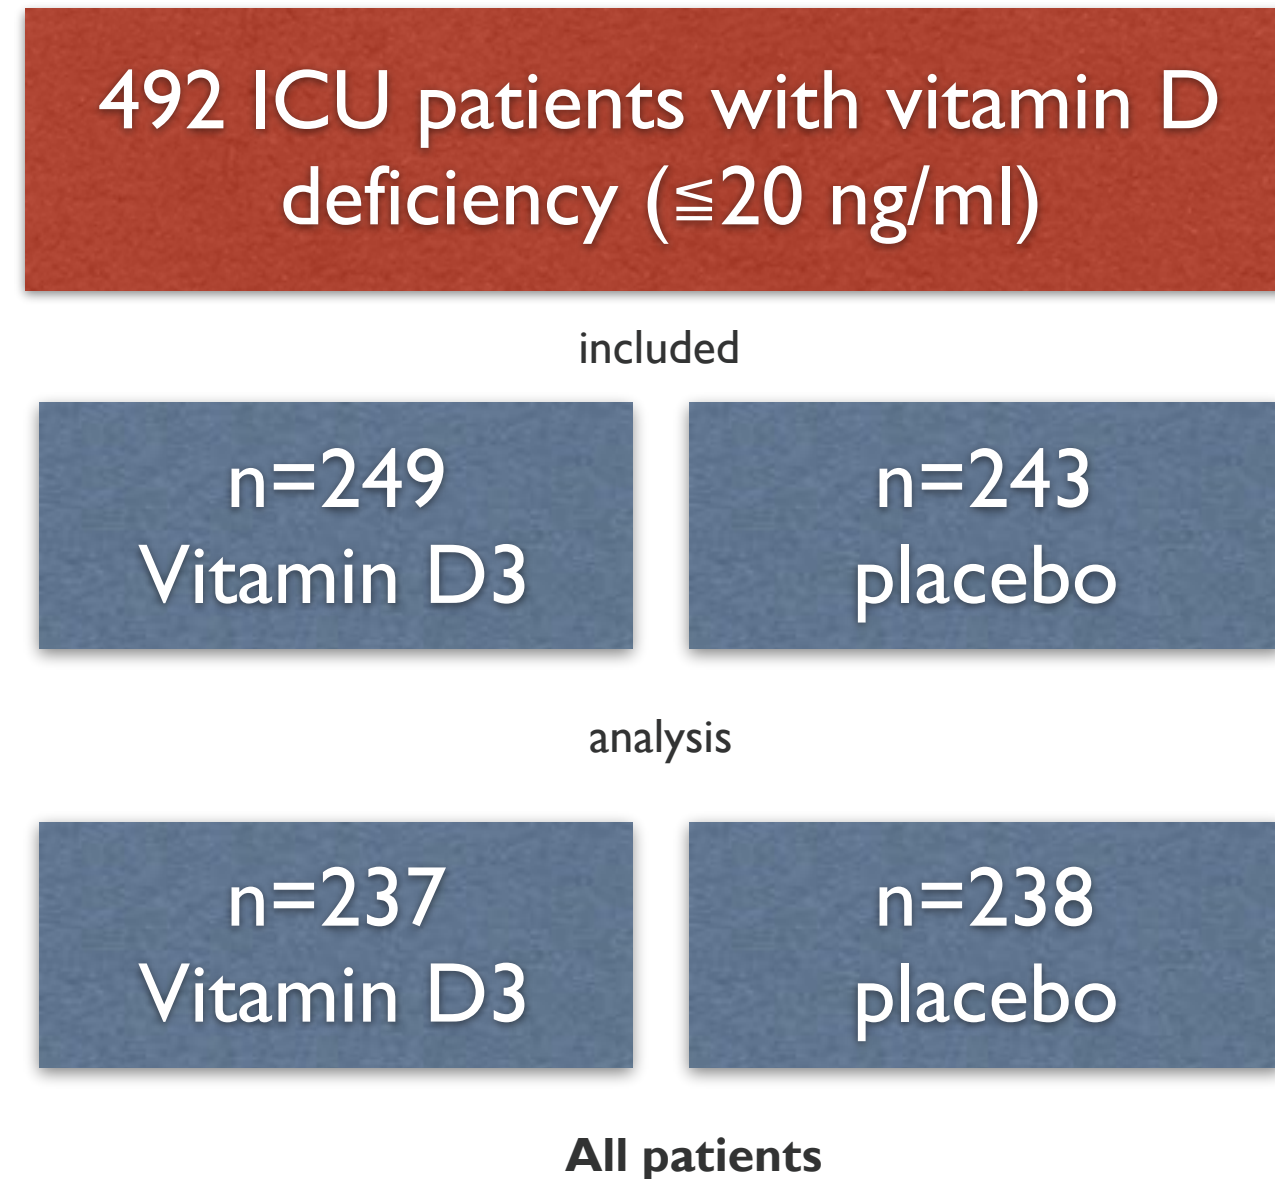 492 ICU patients with vitamin D
deficiency (≦20 ng/ml)
included
n=249
Vitamin D3
n=243
placebo
analysis
n=237
Vitamin D3
n=238
placebo
All patients